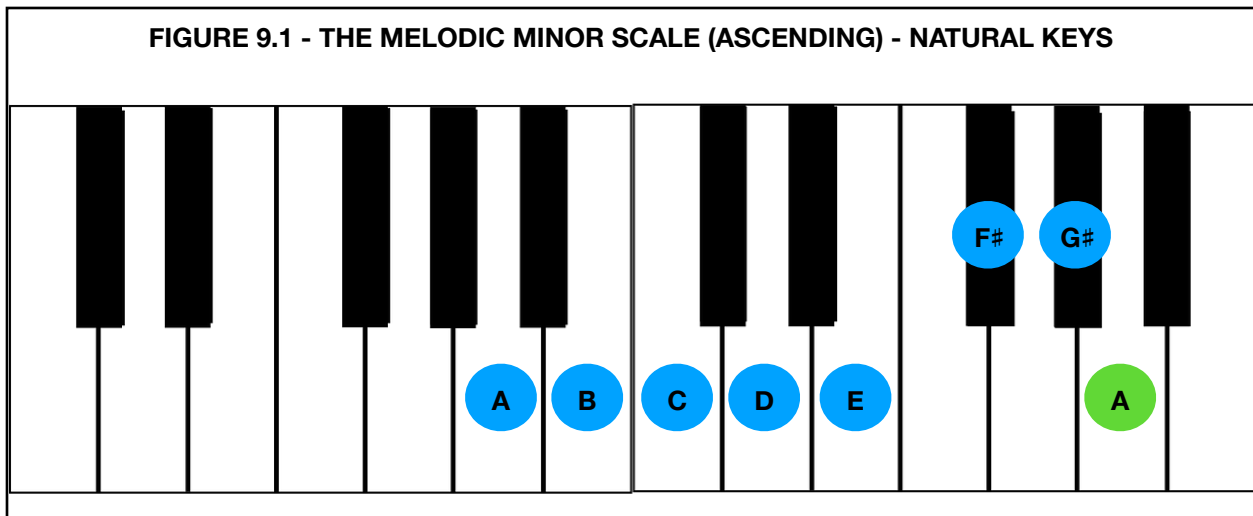 FIGURE 9.1 - THE MELODIC MINOR SCALE (ASCENDING) - NATURAL KEYS
F♯ G♯
A B C D E A